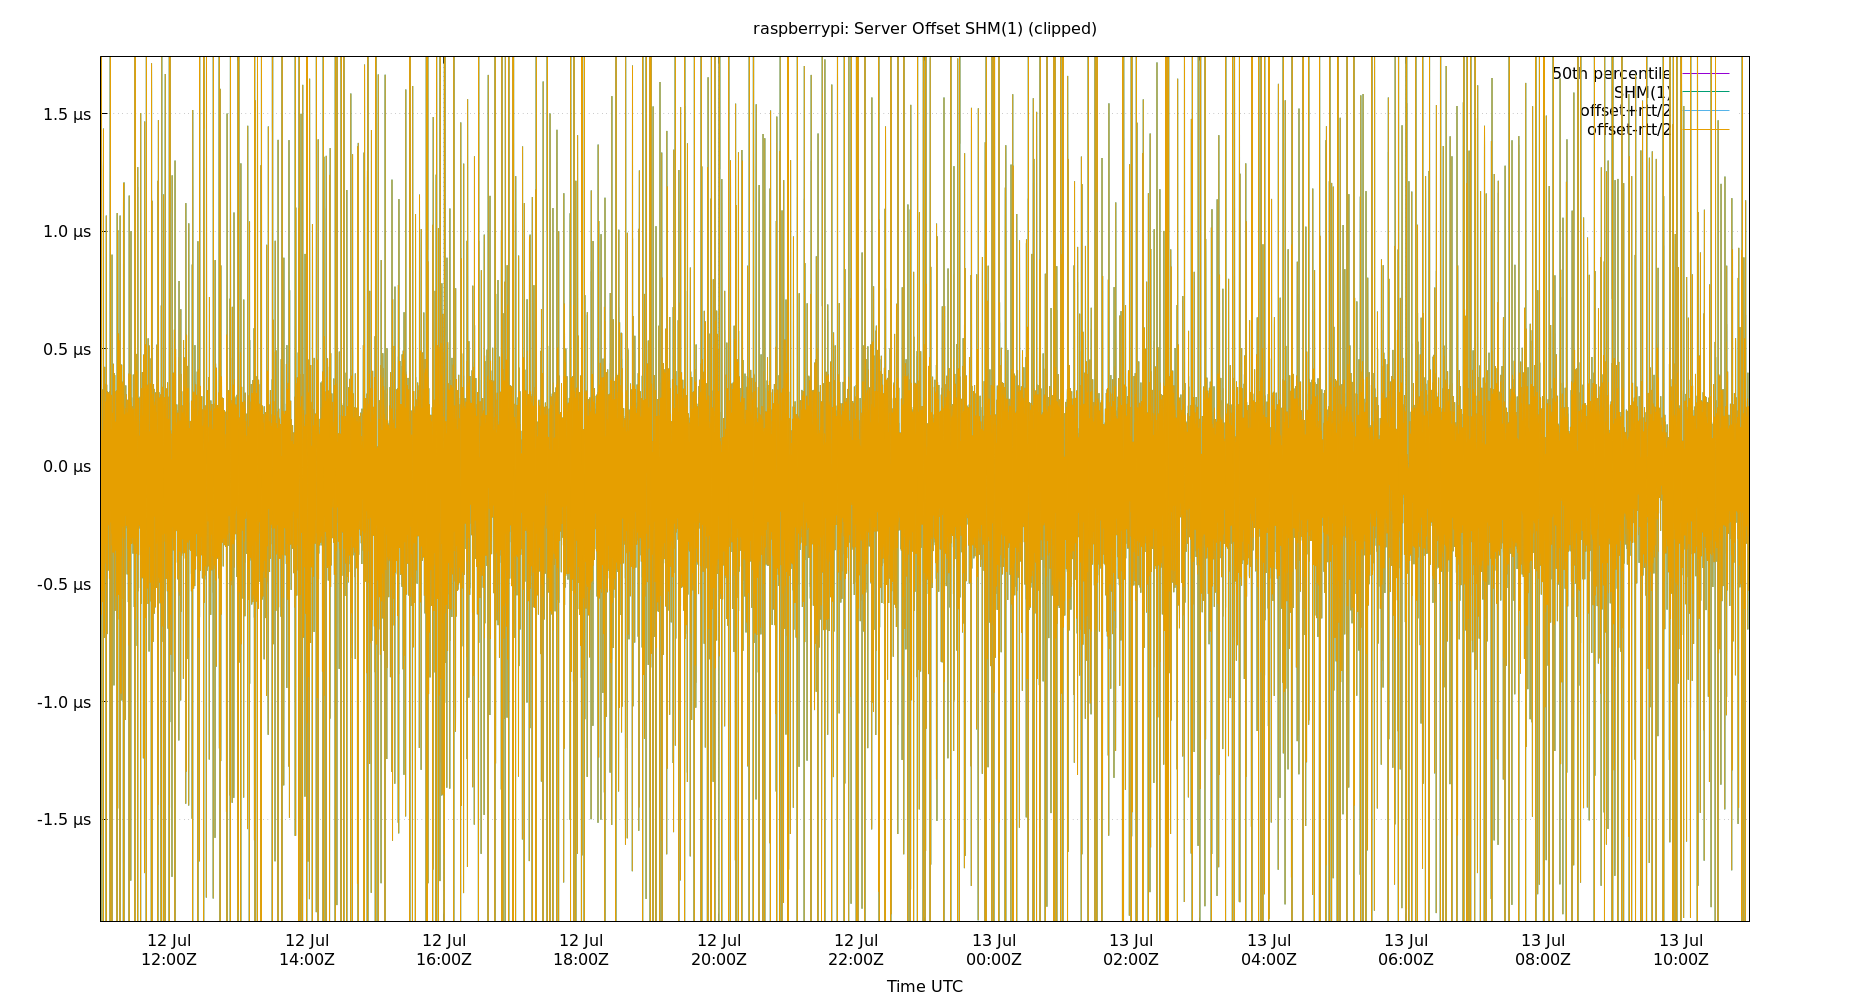 raspberrypi: Server Offset SHM(1) (clipped)
50th percentile
SHM(1)
offset+rtt/2
offset-rtt/2
1.5 µs
1.0 µs
0.5 µs
0.0 µs
-0.5 µs
-1.0 µs
-1.5 µs
12 Jul 12 Jul 12 Jul 12 Jul 12 Jul 12 Jul 13 Jul 13 Jul 13 Jul 13 Jul 13 Jul 13 Jul
12:00Z 14:00Z 16:00Z 18:00Z 20:00Z 22:00Z 00:00Z 02:00Z 04:00Z 06:00Z 08:00Z 10:00Z
Time UTC